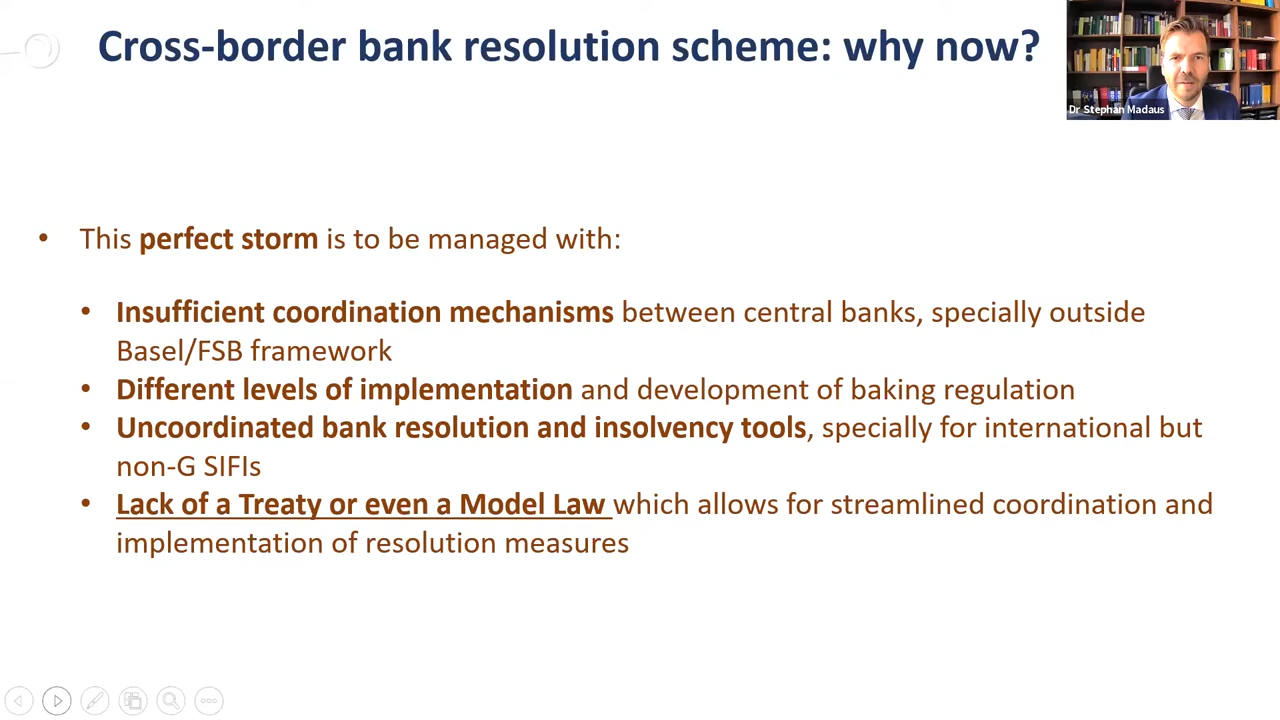 Cross-border bank resolution scheme: why now?
Dr Stephan Madaus
• This perfect storm is to be managed with:
• Insufficient coordination mechanisms between central banks, specially outside
Basel/FSB framework
• Different levels of implementation and development of baking regulation
• Uncoordinated bank resolution and insolvency tools, specially for international but
non-G SIFIs
• Lack of a Treaty or even a Model Law which allows for streamlined coordination and
implementation of resolution measures